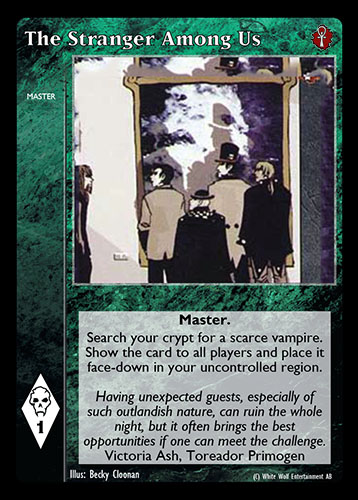 The Stranger Among Us
MASTER
Master.
Search your crypt for a scarce vampire.
Show the card to all players and place it
face-down in your uncontrolled region.
Having unexpected guests, especially of
such outlandish nature, can ruin the whole
night, but it often brings the best
opportunities if one can meet the challenge.
Victoria Ash, Toreador Primogen
1
Illus: Becky Cloonan
(C) White Wolf Entertainment AB